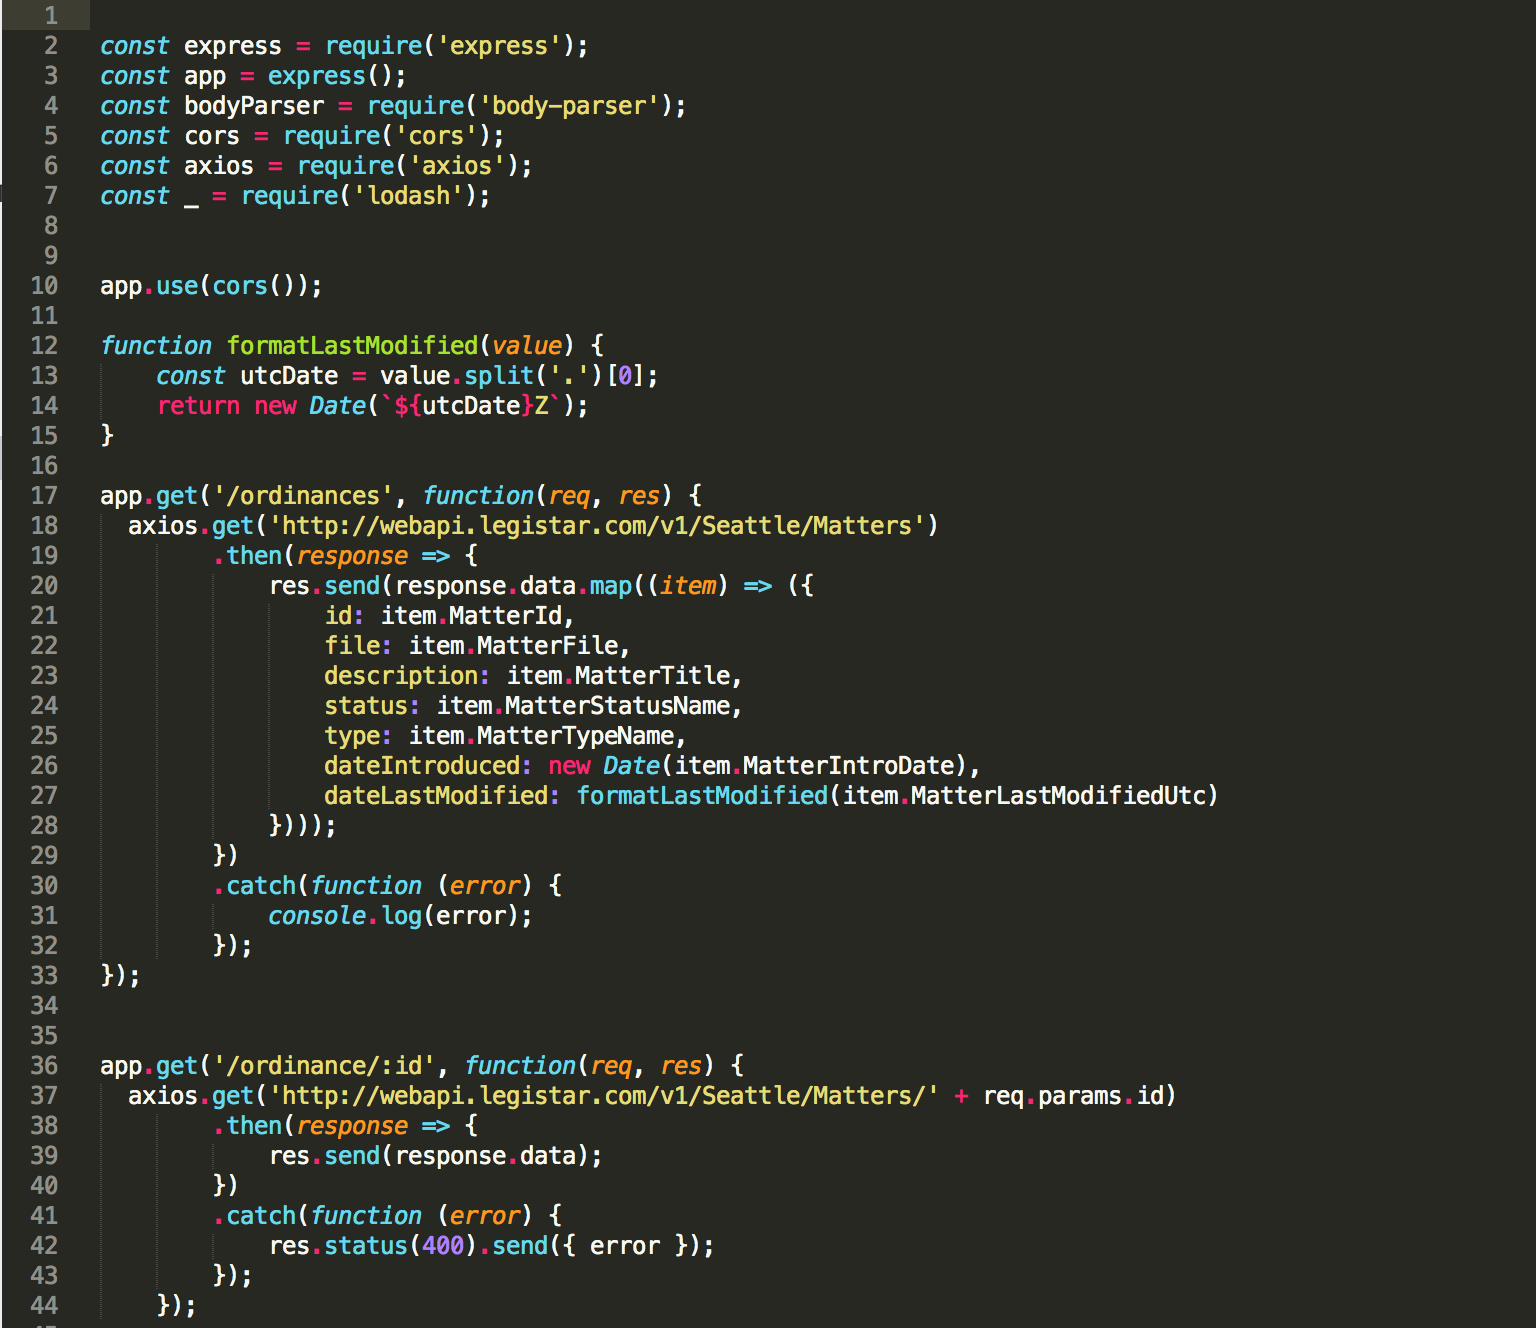 1
2 const express = require('express');
3 const app = express();
4 const bodyParser = require('body-parser');
5 const cors = require('cors');
6 const axios = require('axios');
7 const _ = require('lodash');
8
9
10 app.use(cors());
11
12 function formatLastModified(value) {
13     const utcDate = value.split('.')[0];
14     return new Date(`${utcDate}Z`);
15 }
16
17 app.get('/ordinances', function(req, res) {
18   axios.get('http://webapi.legistar.com/v1/Seattle/Matters')
19         .then(response => {
20             res.send(response.data.map((item) => ({
21                 id: item.MatterId,
22                 file: item.MatterFile,
23                 description: item.MatterTitle,
24                 status: item.MatterStatusName,
25                 type: item.MatterTypeName,
26                 dateIntroduced: new Date(item.MatterIntroDate),
27                 dateLastModified: formatLastModified(item.MatterLastModifiedUtc)
28             })));
29         })
30         .catch(function (error) {
31             console.log(error);
32         });
33 });
34
35
36 app.get('/ordinance/:id', function(req, res) {
37   axios.get('http://webapi.legistar.com/v1/Seattle/Matters/' + req.params.id)
38         .then(response => {
39             res.send(response.data);
40         })
41         .catch(function (error) {
42             res.status(400).send({ error });
43         });
44     });